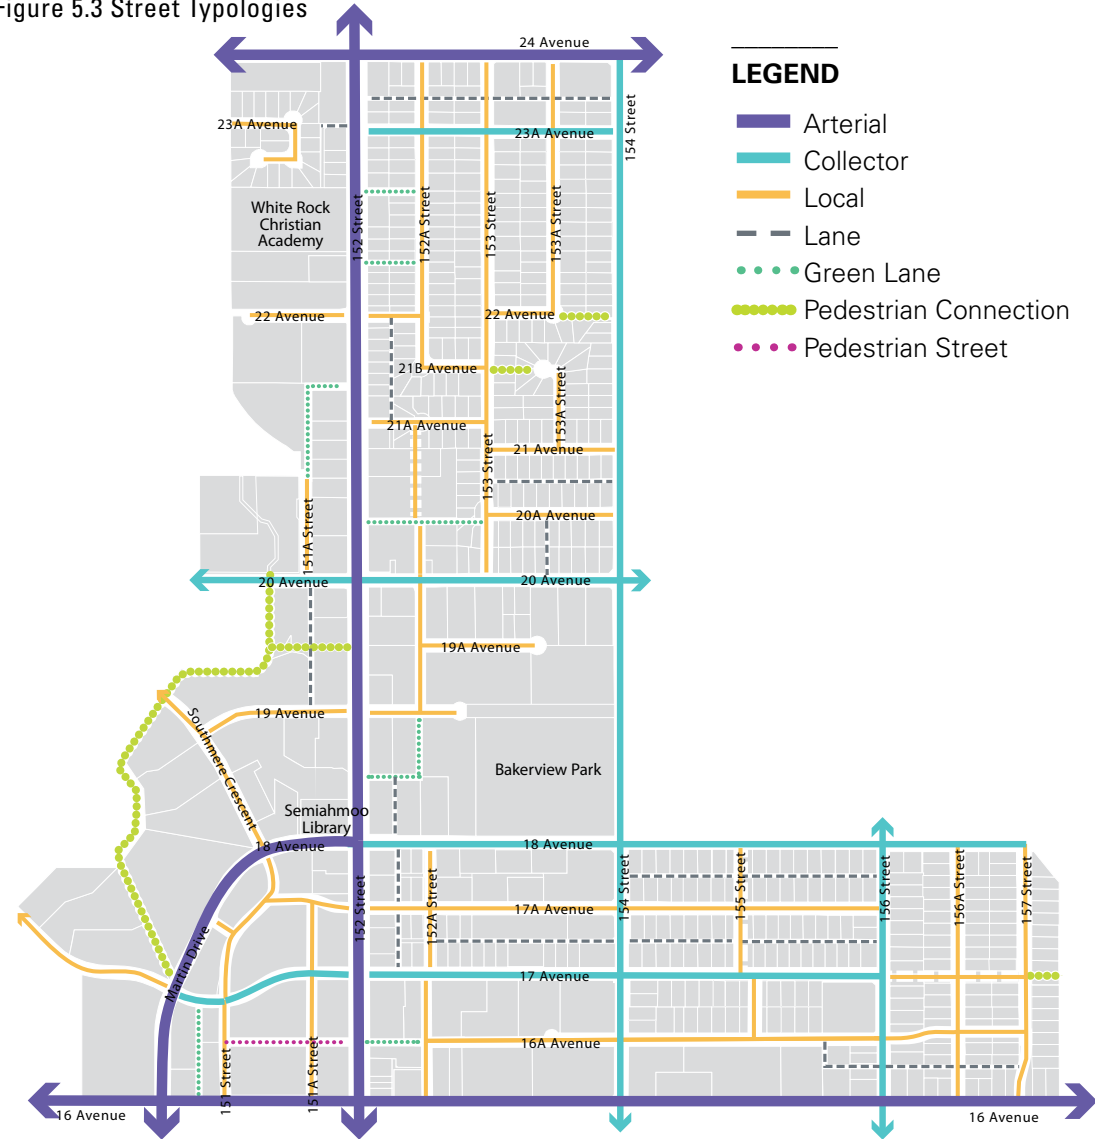 Figure 5.3 Street Typologies
24 Avenue
LEGEND
Arterial
Collector
Local
Lane
Green Lane
Pedestrian Connection
Pedestrian Street
23A Avenue
23A Avenue
154 Street
White Rock
Christian
Academy
152 Street
152A Street
153 Street
153A Street
22 Avenue
22 Avenue
21B Avenue
153A Street
21A Avenue
21 Avenue
153 Street
151A Street
20A Avenue
20 Avenue
20 Avenue
19A Avenue
19 Avenue
Southmere Crescent
Bakerview Park
Semiahmoo
Library
18 Avenue
18 Avenue
152 Street
152A Street
154 Street
155 Street
156 Street
156A Street
157 Street
17A Avenue
Martin Drive
17 Avenue
16A Avenue
151 Street
151A Street
16 Avenue
16 Avenue